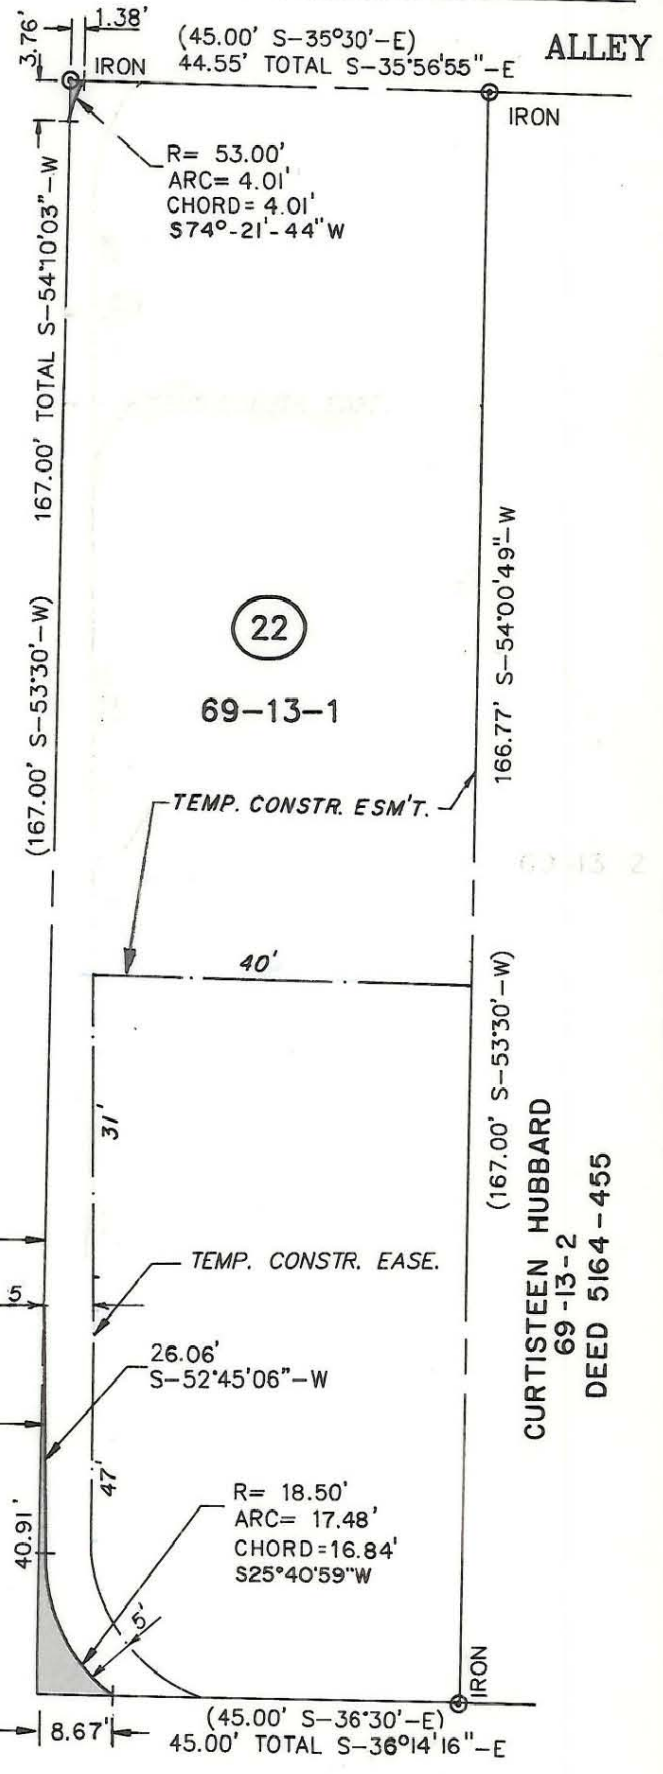 1.38'
3.76'
(45.00' S-35°30'-E)
44.55' TOTAL S-35°56'55"-E
ALLEY
IRON
IRON
R= 53.00'
ARC= 4.01'
CHORD= 4.01'
S74°-21'-44"W
167.00' TOTAL S-54°10'03"-W
(167.00' S-53°30'-W)
22
69-13-1
166.77' S-54°00'49"-W
TEMP. CONSTR. ESM'T.
69-13-2
40'
(167.00' S-53°30'-W)
31'
CURTISTEEN HUBBARD
69-13-2
DEED 5164-455
TEMP. CONSTR. EASE.
5
26.06'
S-52°45'06"-W
47'
R= 18.50'
ARC= 17.48'
CHORD=16.84'
S25°40'59"W
40.91'
5'
IRON
8.67'
(45.00' S-36°30'-E)
45.00' TOTAL S-36°14'16"-E